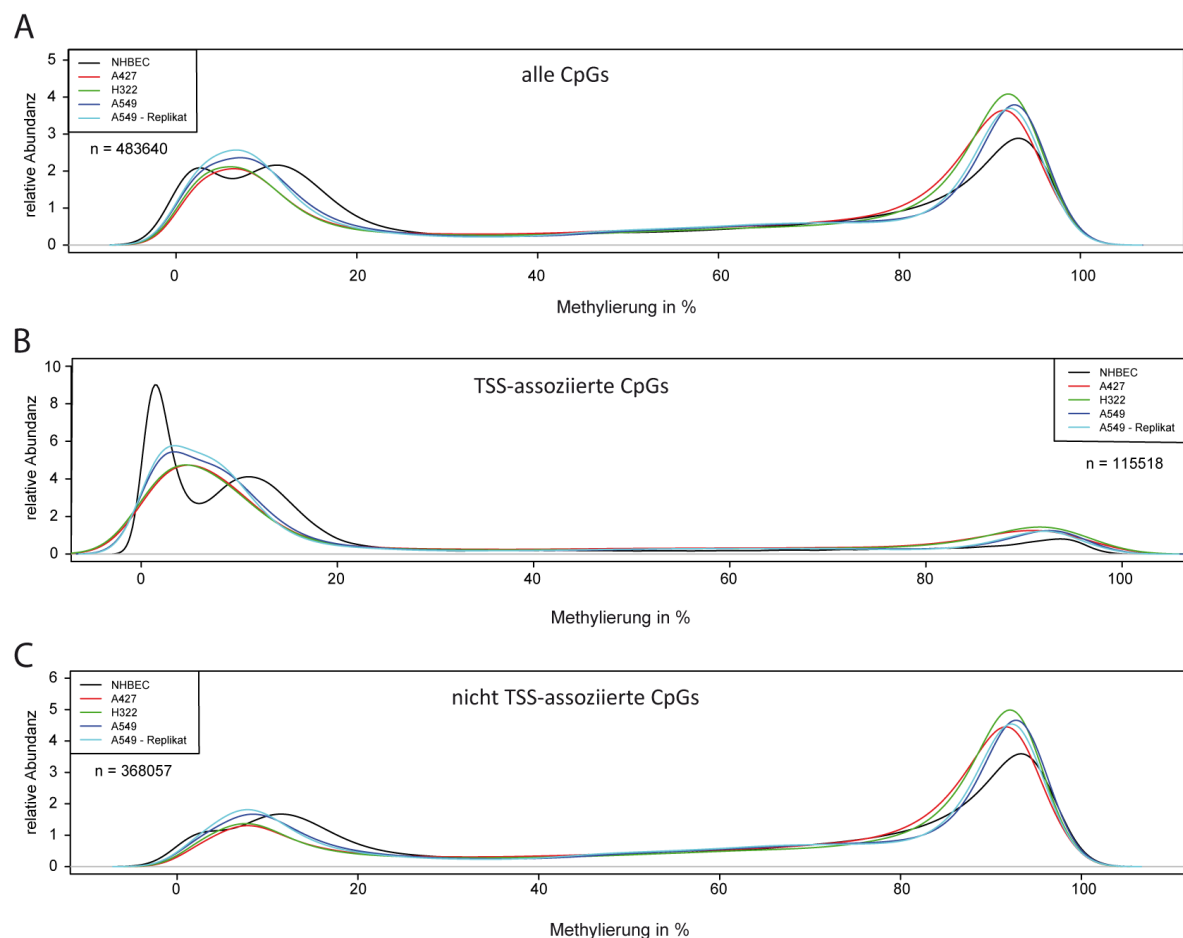 A
alle CpGs
NHBEC
A427
H322
A549
A549 - Replikat
n = 483640
relative Abundanz
5
4
3
2
1
0
0 20 40 60 80 100
Methylierung in %
B
TSS-assoziierte CpGs
NHBEC
A427
H322
A549
A549 - Replikat
n = 115518
relative Abundanz
10
8
6
4
2
0
0 20 40 60 80 100
Methylierung in %
C
nicht TSS-assoziierte CpGs
NHBEC
A427
H322
A549
A549 - Replikat
n = 368057
relative Abundanz
6
5
4
3
2
1
0
0 20 40 60 80 100
Methylierung in %